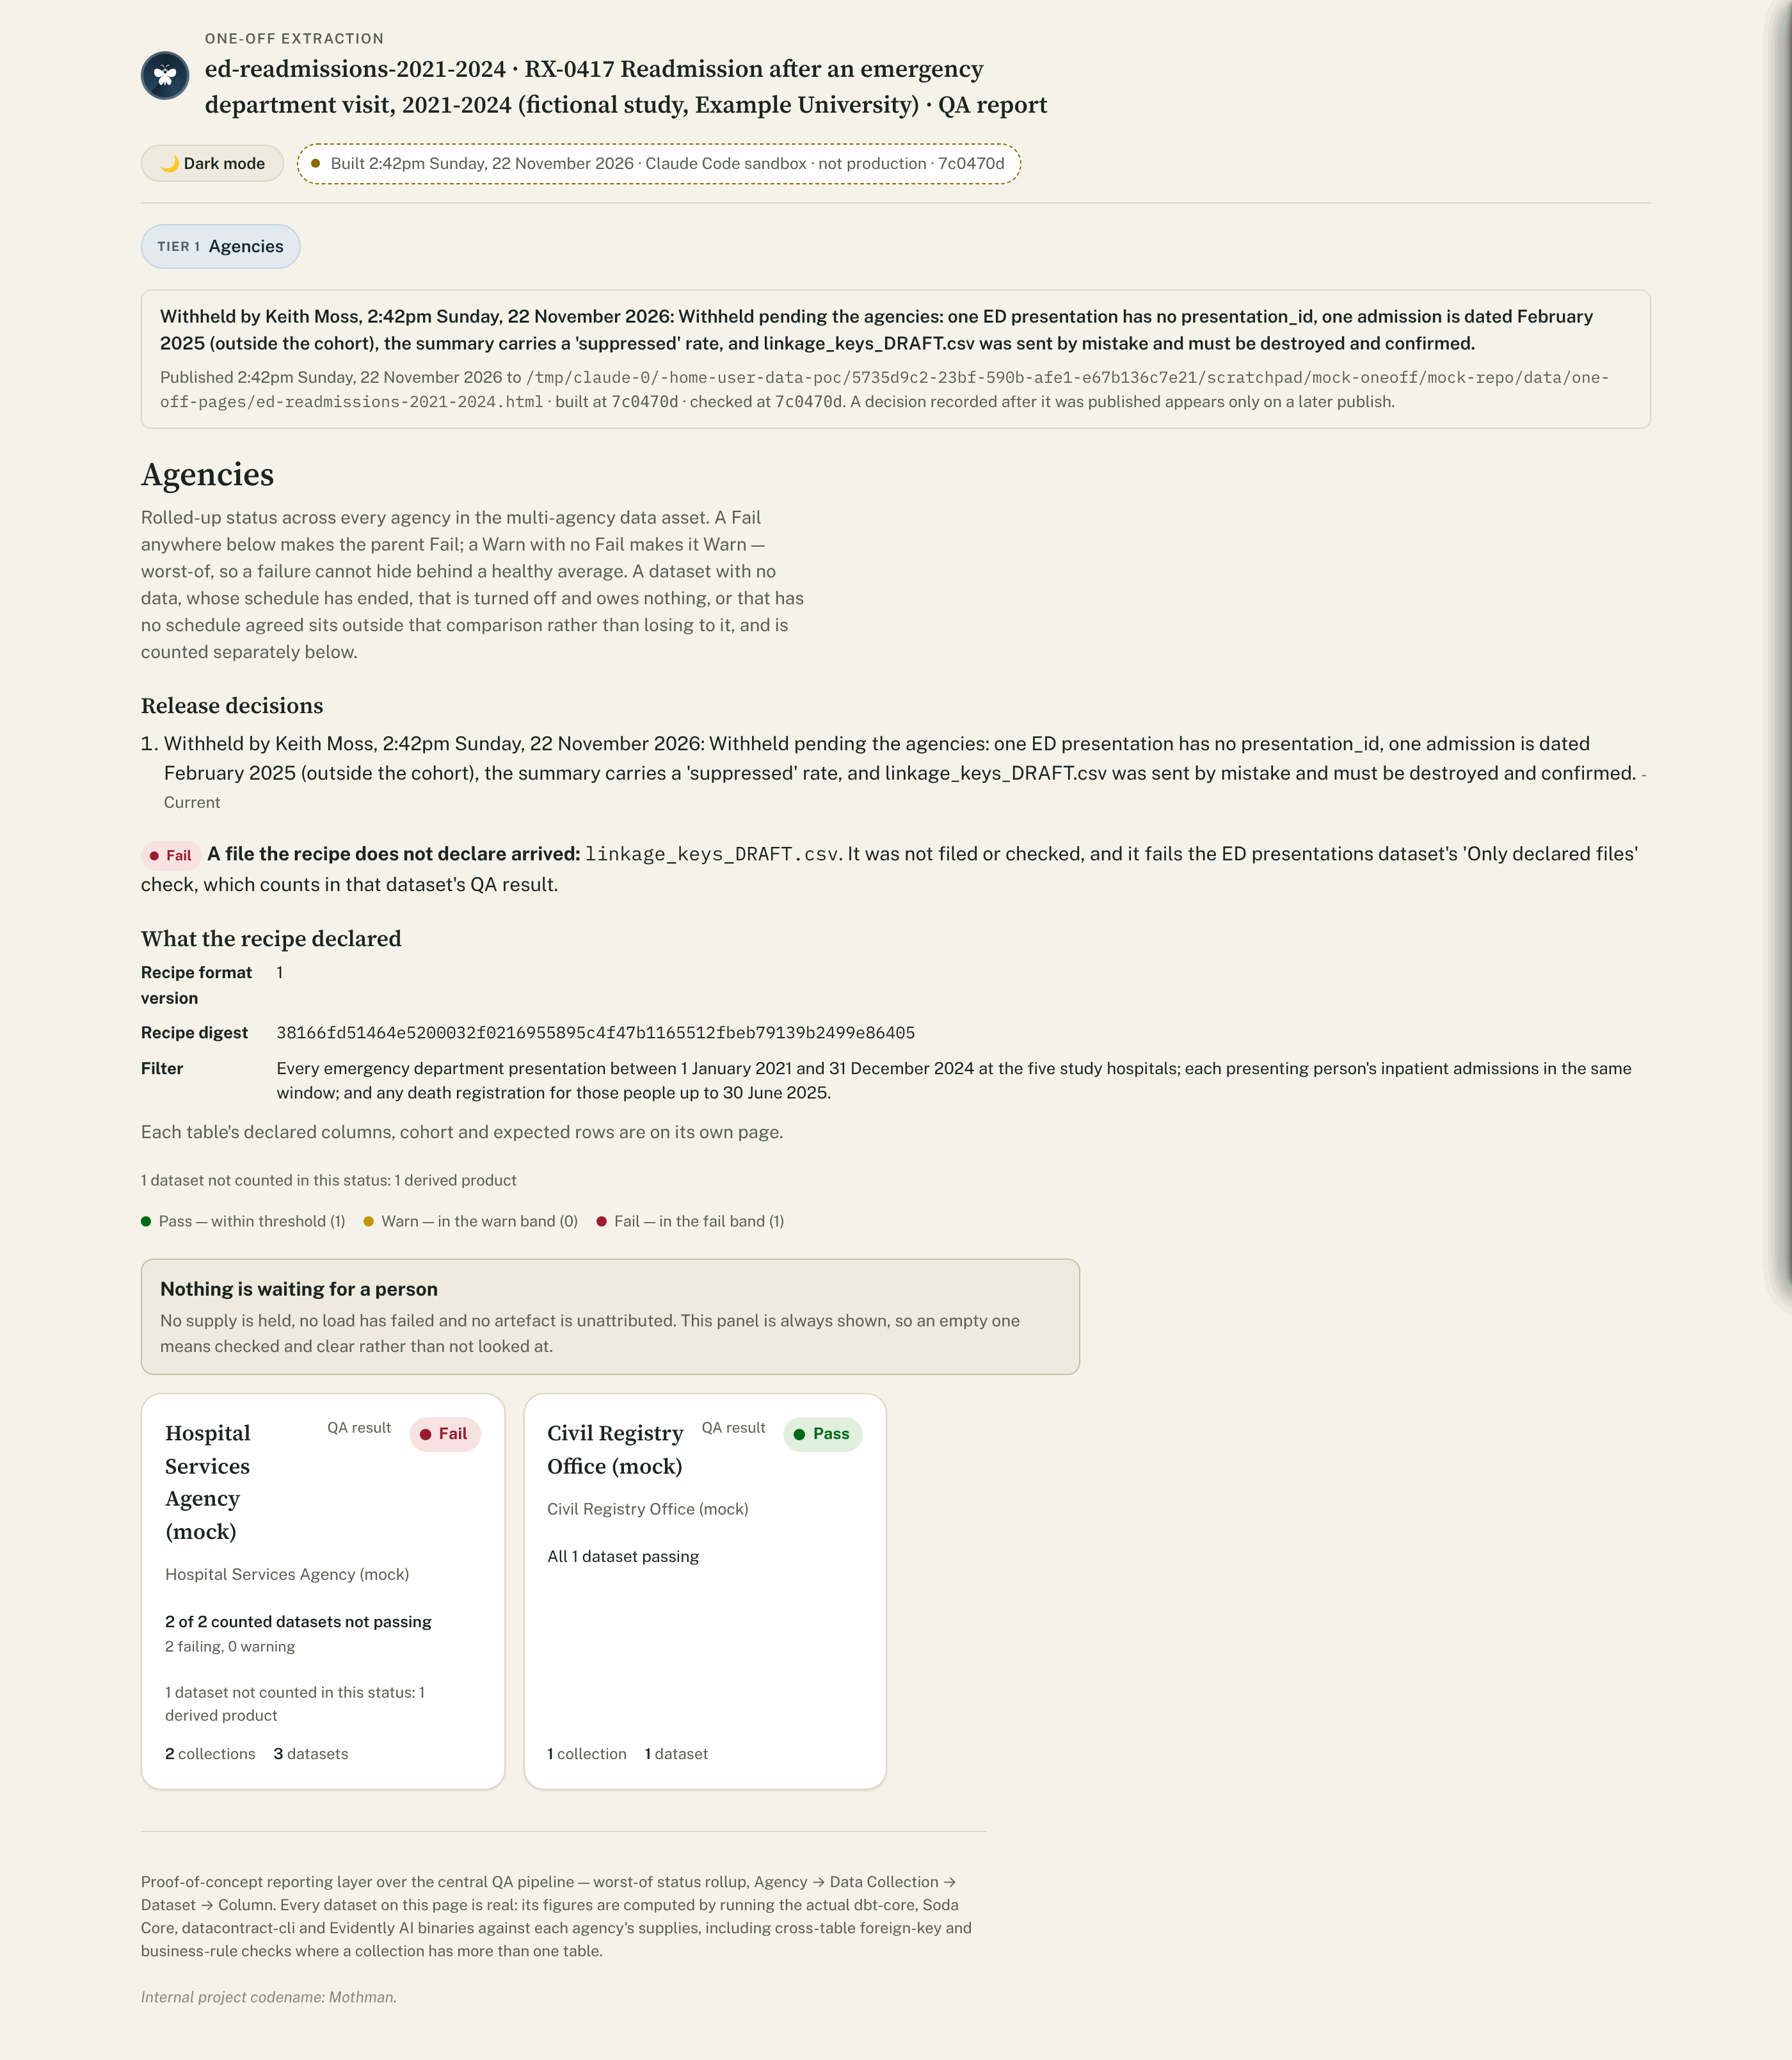 ONE-OFF EXTRACTION
ed-readmissions-2021-2024 · RX-0417 Readmission after an emergency
department visit, 2021-2024 (fictional study, Example University) · QA report
🌙 Dark mode
Built 2:42pm Sunday, 22 November 2026 · Claude Code sandbox · not production · 7c0470d
TIER 1 Agencies
Withheld by Keith Moss, 2:42pm Sunday, 22 November 2026: Withheld pending the agencies: one ED presentation has no presentation_id, one admission is dated February
2025 (outside the cohort), the summary carries a 'suppressed' rate, and linkage_keys_DRAFT.csv was sent by mistake and must be destroyed and confirmed.
Published 2:42pm Sunday, 22 November 2026 to /tmp/claude-0/-home-user-data-poc/5735d9c2-23bf-590b-afe1-e67b136c7e21/scratchpad/mock-oneoff/mock-repo/data/one-
off-pages/ed-readmissions-2021-2024.html · built at 7c0470d · checked at 7c0470d. A decision recorded after it was published appears only on a later publish.
Agencies
Rolled-up status across every agency in the multi-agency data asset. A Fail
anywhere below makes the parent Fail; a Warn with no Fail makes it Warn —
worst-of, so a failure cannot hide behind a healthy average. A dataset with no
data, whose schedule has ended, that is turned off and owes nothing, or that has
no schedule agreed sits outside that comparison rather than losing to it, and is
counted separately below.
Release decisions
1. Withheld by Keith Moss, 2:42pm Sunday, 22 November 2026: Withheld pending the agencies: one ED presentation has no presentation_id, one admission is dated
February 2025 (outside the cohort), the summary carries a 'suppressed' rate, and linkage_keys_DRAFT.csv was sent by mistake and must be destroyed and confirmed. -
Current
Fail A file the recipe does not declare arrived: linkage_keys_DRAFT.csv. It was not filed or checked, and it fails the ED presentations dataset's 'Only declared files'
check, which counts in that dataset's QA result.
What the recipe declared
Recipe format version 1
Recipe digest 38166fd51464e5200032f0216955895c4f47b1165512fbeb79139b2499e86405
Filter Every emergency department presentation between 1 January 2021 and 31 December 2024 at the five study hospitals; each presenting person's inpatient admissions in the same
window; and any death registration for those people up to 30 June 2025.
Each table's declared columns, cohort and expected rows are on its own page.
1 dataset not counted in this status: 1 derived product
Pass — within threshold (1) Warn — in the warn band (0) Fail — in the fail band (1)
Nothing is waiting for a person
No supply is held, no load has failed and no artefact is unattributed. This panel is always shown, so an empty one
means checked and clear rather than not looked at.
Hospital
Services
Agency
(mock)
QA result
Fail
Hospital Services Agency (mock)
2 of 2 counted datasets not passing
2 failing, 0 warning
1 dataset not counted in this status: 1
derived product
2 collections 3 datasets
Civil Registry
Office (mock)
QA result
Pass
Civil Registry Office (mock)
All 1 dataset passing
1 collection 1 dataset
Proof-of-concept reporting layer over the central QA pipeline — worst-of status rollup, Agency → Data Collection →
Dataset → Column. Every dataset on this page is real: its figures are computed by running the actual dbt-core, Soda
Core, datacontract-cli and Evidently AI binaries against each agency's supplies, including cross-table foreign-key and
business-rule checks where a collection has more than one table.
Internal project codename: Mothman.